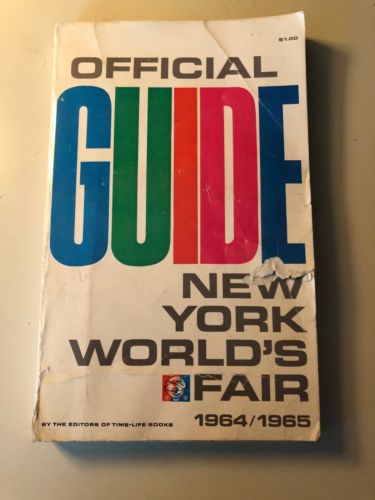 $1.00
OFFICIAL
GUIDE
NEW
YORK
WORLD'S
FAIR
BY THE EDITORS OF TIME-LIFE BOOKS
1964/1965